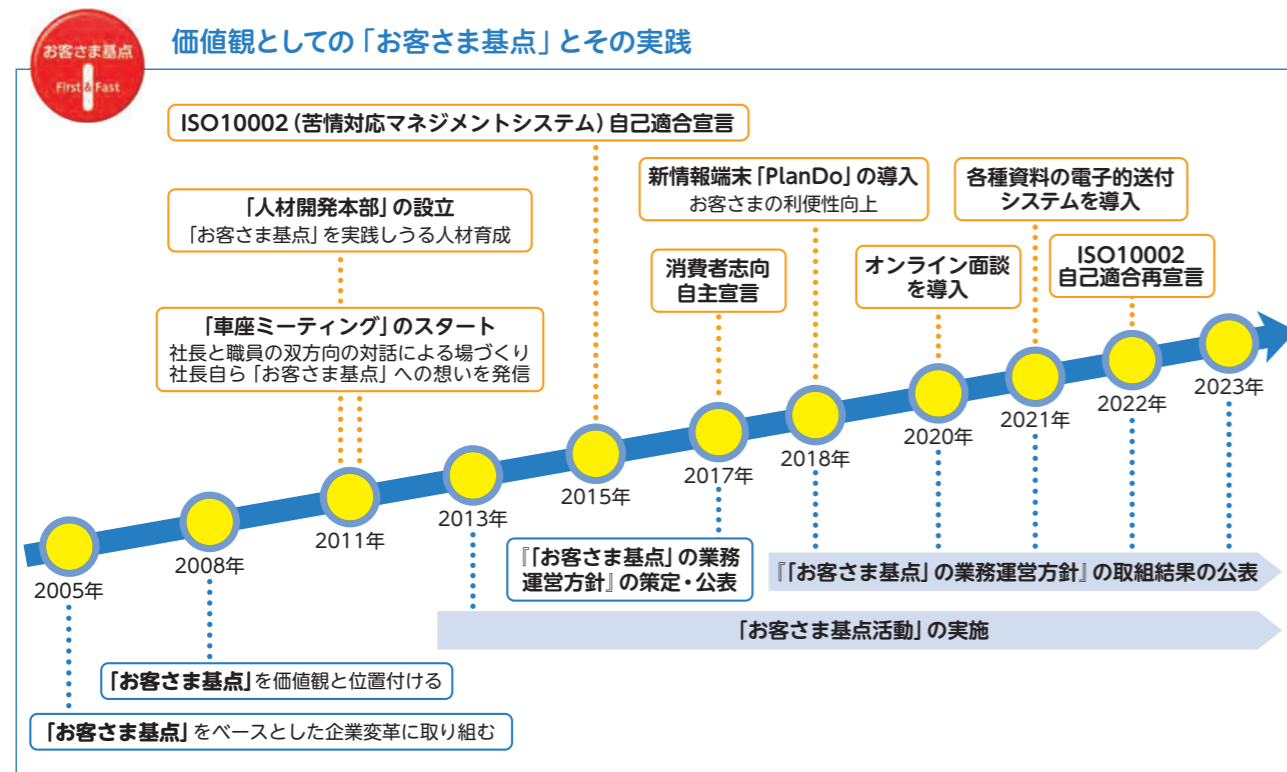 お客さま基点
First & Fast
価値観としての「お客さま基点」とその実践
ISO10002（苦情対応マネジメントシステム）自己適合宣言
「人材開発本部」の設立
「お客さま基点」を実践しうる人材育成
「車座ミーティング」のスタート
社長と職員の双方向の対話による場づくり
社長自ら「お客さま基点」への想いを発信
新情報端末「PlanDo」の導入
お客さまの利便性向上
消費者志向
自主宣言
各種資料の電子的送付
システムを導入
オンライン面談
を導入
ISO10002
自己適合再宣言
2005年
2008年
2011年
2013年
2015年
2017年
2018年
2020年
2021年
2022年
2023年
『「お客さま基点」の業務
運営方針』の策定・公表
『「お客さま基点」の業務運営方針』の取組結果の公表
「お客さま基点活動」の実施
「お客さま基点」を価値観と位置付ける
「お客さま基点」をベースとした企業変革に取り組む